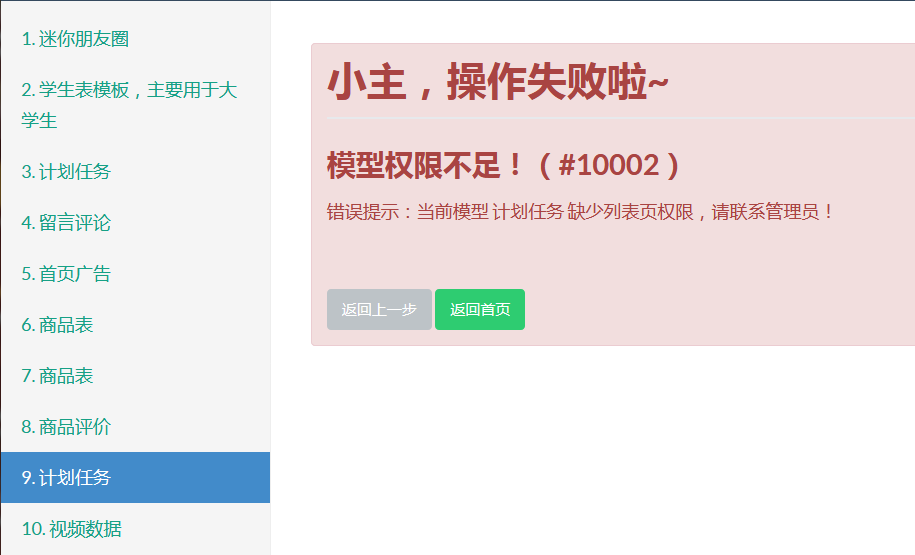 1. 迷你朋友圈
2. 学生表模板，主要用于大
学生
3. 计划任务
4. 留言评论
5. 首页广告
6. 商品表
7. 商品表
8. 商品评价
9. 计划任务
10. 视频数据
小主，操作失败啦~
模型权限不足！（#10002）
错误提示：当前模型 计划任务 缺少列表页权限，请联系管理员！
返回上一步 返回首页